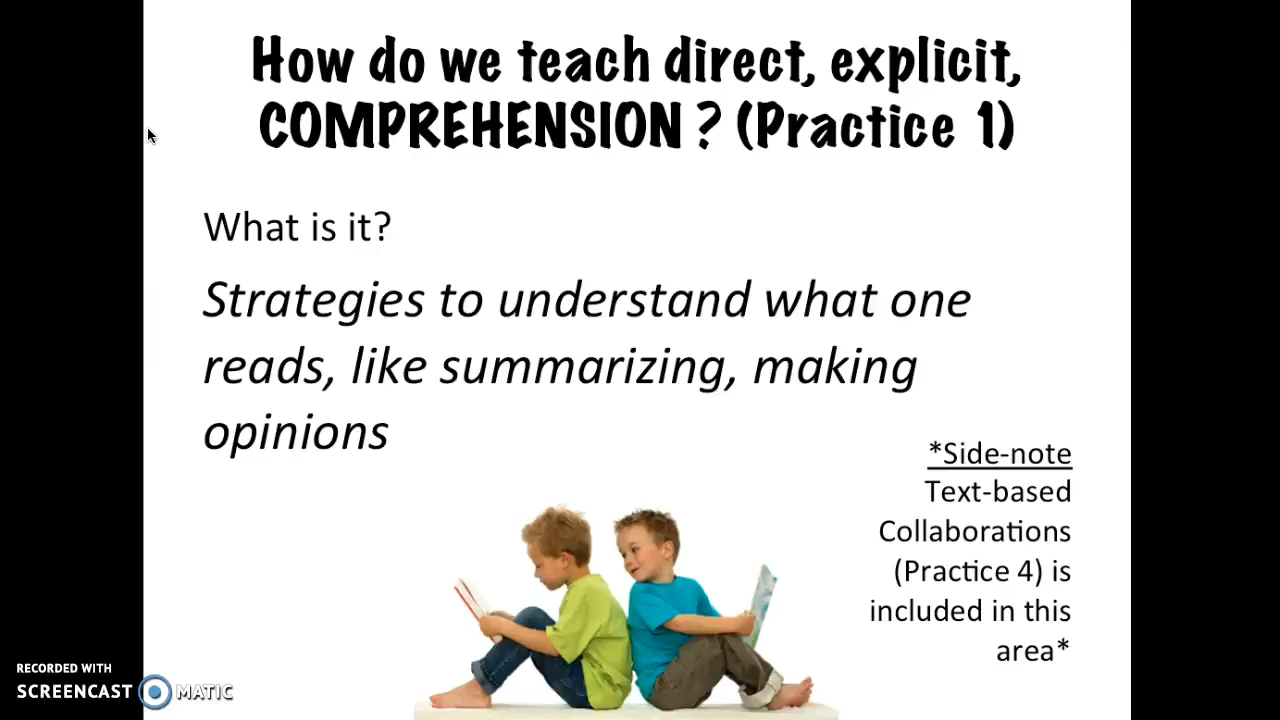 How do we teach direct, explicit,
COMPREHENSION ? (Practice 1)
What is it?
Strategies to understand what one
reads, like summarizing, making
opinions
*Side-note
Text-based
Collaborations
(Practice 4) is
included in this
area*
RECORDED WITH
SCREENCAST MATIC